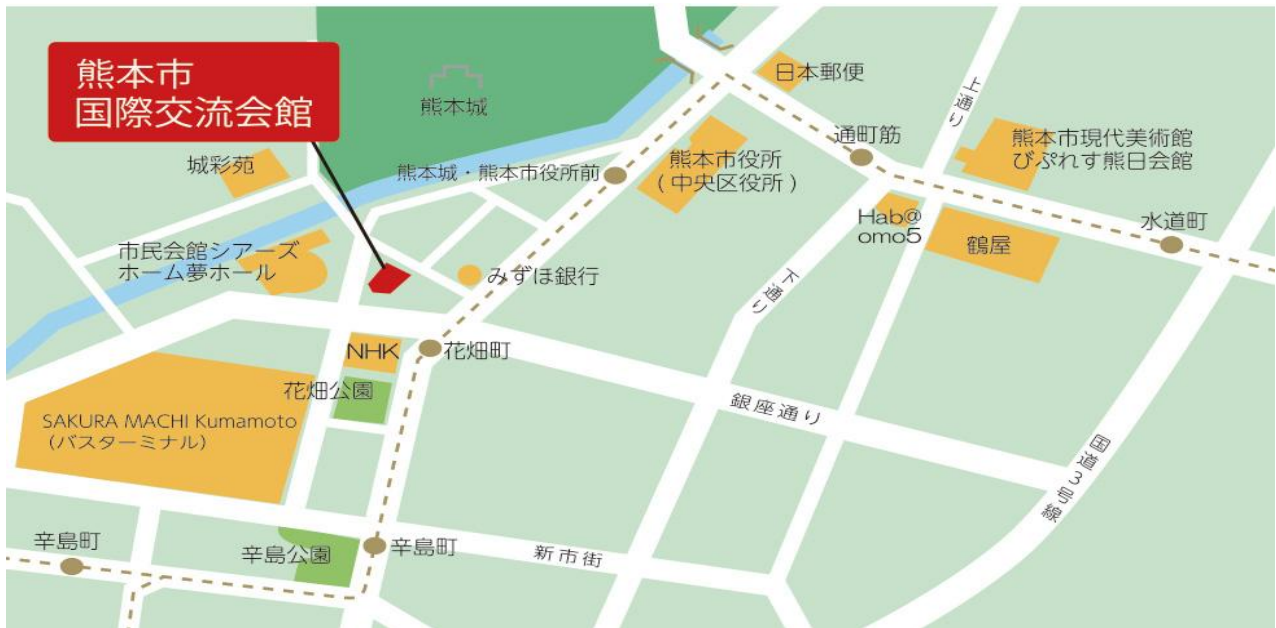 熊本市
国際交流会館
熊本城
日本郵便
上通り
通町筋
熊本市現代美術館
びぷれす熊日会館
城彩苑
熊本城・熊本市役所前
熊本市役所
(中央区役所)
Hab@
omo5
鶴屋
水道町
市民会館シアーズ
ホーム夢ホール
みずほ銀行
下通り
NHK
花畑町
花畑公園
SAKURA MACHI Kumamoto
(バスターミナル)
銀座通り
国道3号線
辛島町
辛島公園
辛島町
新市街